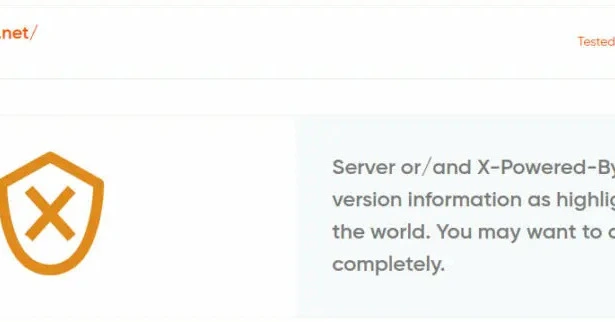 .net/
Tested
Server or/and X-Powered-By
version information as highlig
the world. You may want to
completely.